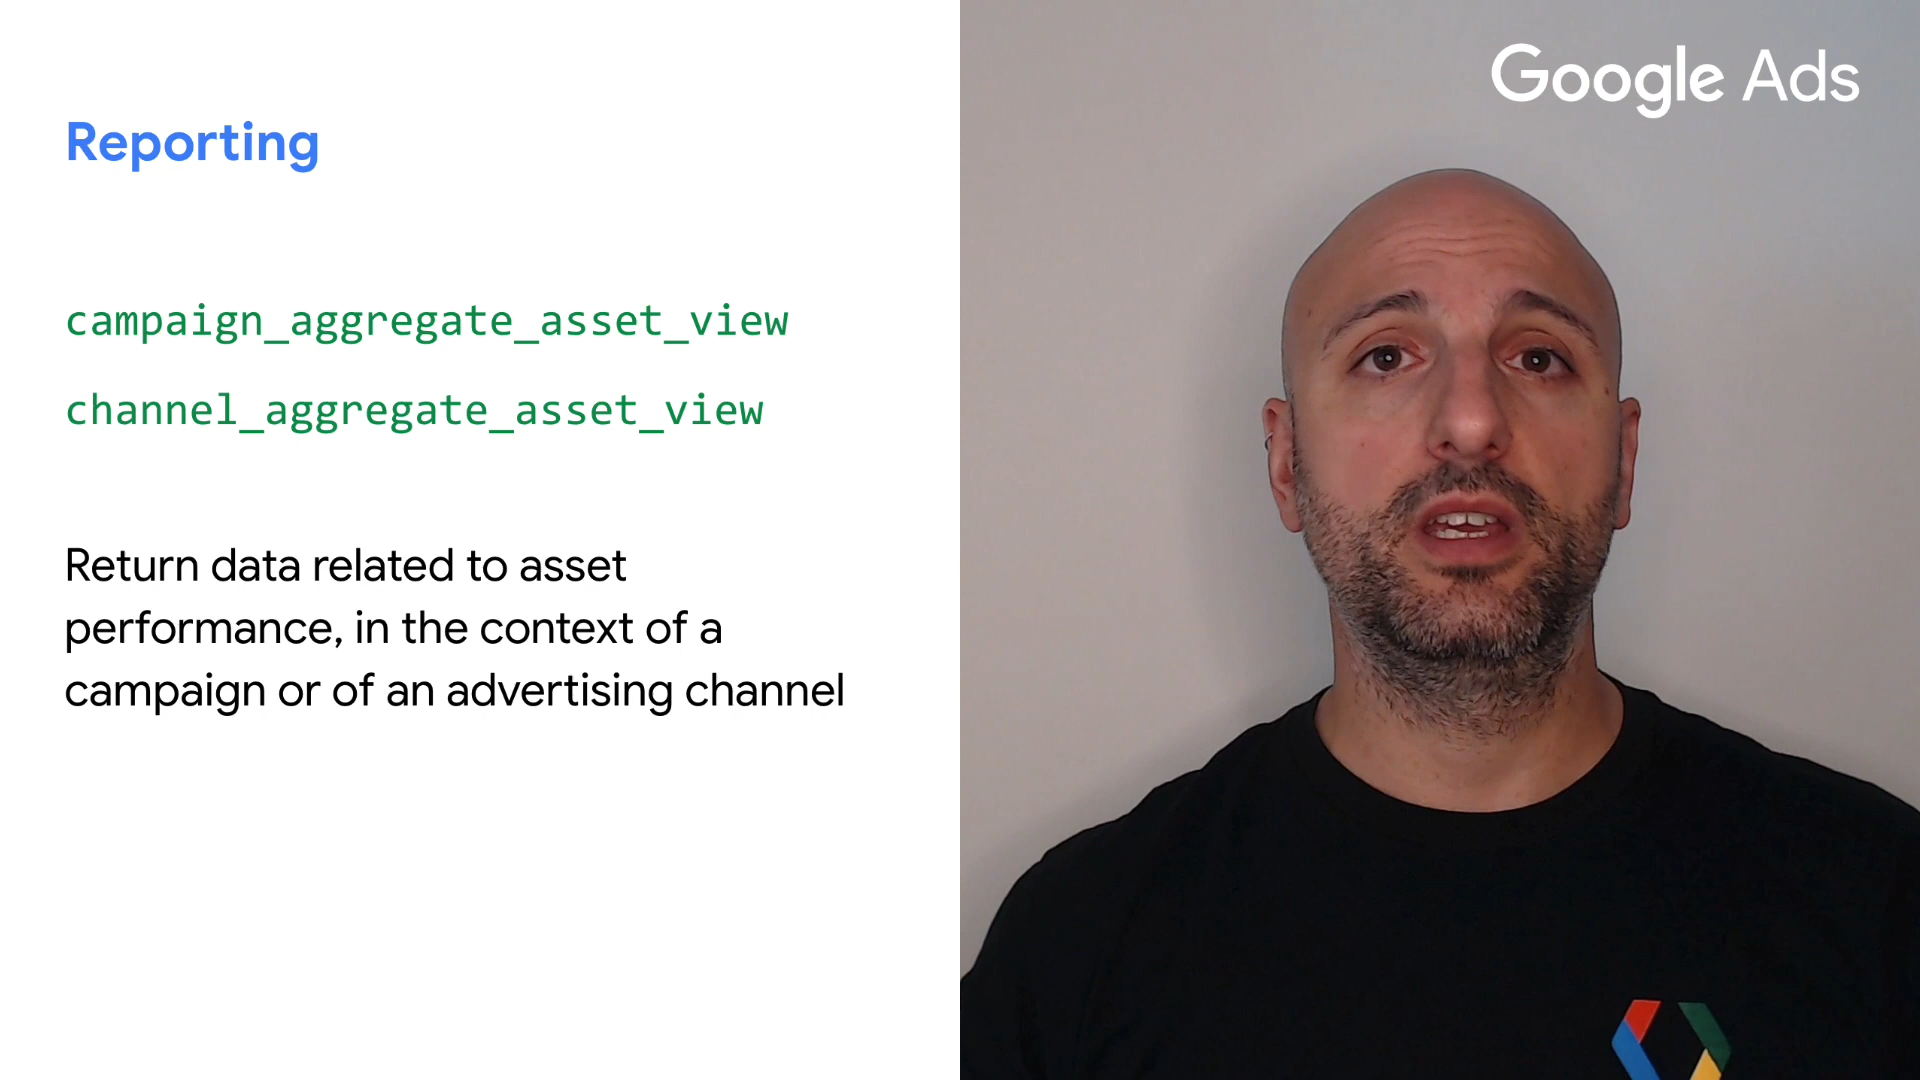 Google Ads
Reporting
campaign_aggregate_asset_view
channel_aggregate_asset_view
Return data related to asset
performance, in the context of a
campaign or of an advertising channel